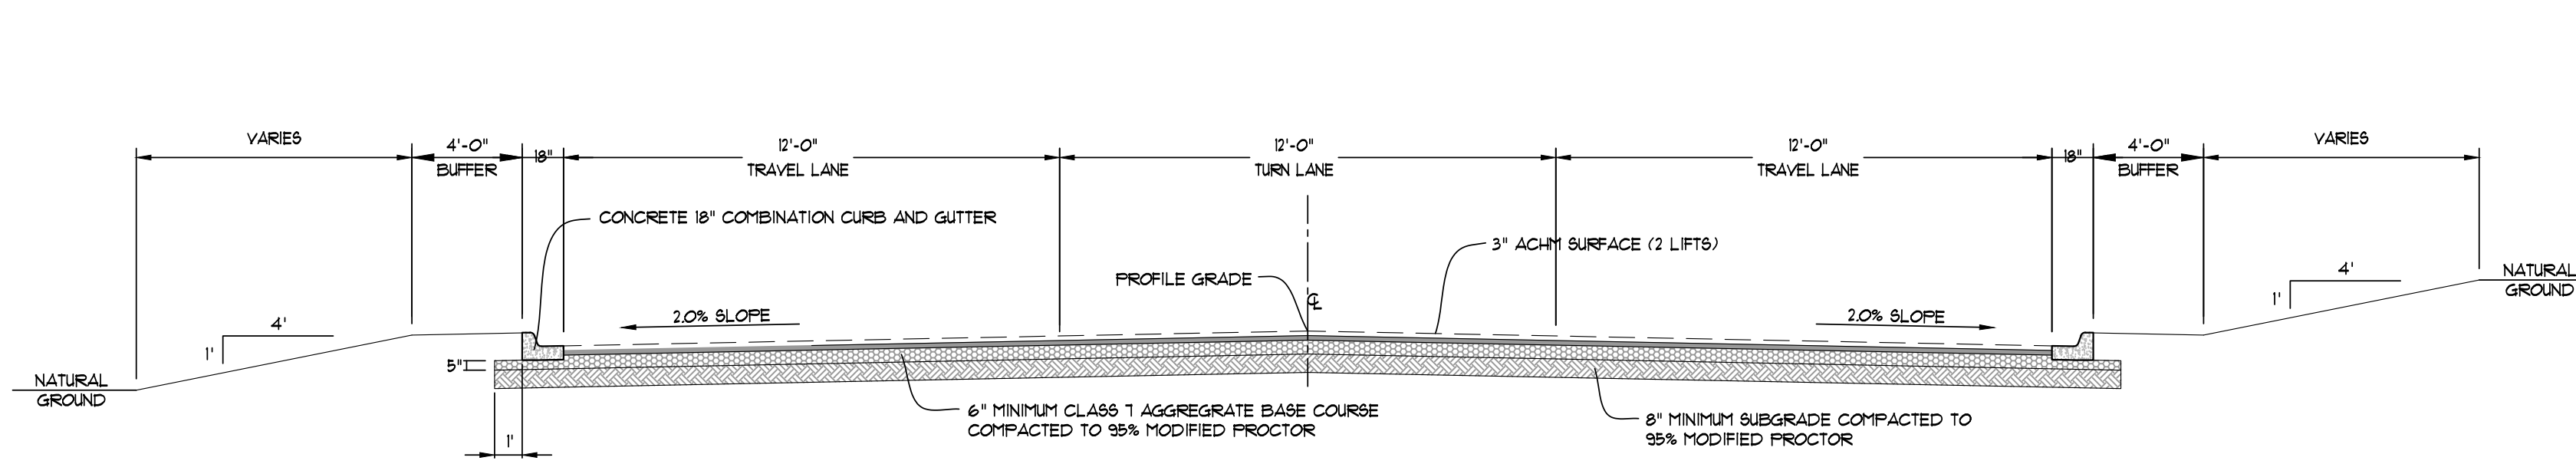 VARIES
4'-0"
BUFFER
18"
12'-0"
TRAVEL LANE
12'-0"
TURN LANE
12'-0"
TRAVEL LANE
18"
4'-0"
BUFFER
VARIES
CONCRETE 18" COMBINATION CURB AND GUTTER
3" ACHM SURFACE (2 LIFTS)
PROFILE GRADE
CL
4'
1'
2.0% SLOPE
2.0% SLOPE
4'
1'
NATURAL
GROUND
NATURAL
GROUND
5"
1'
6" MINIMUM CLASS 7 AGGREGRATE BASE COURSE
COMPACTED TO 95% MODIFIED PROCTOR
8" MINIMUM SUBGRADE COMPACTED TO
95% MODIFIED PROCTOR